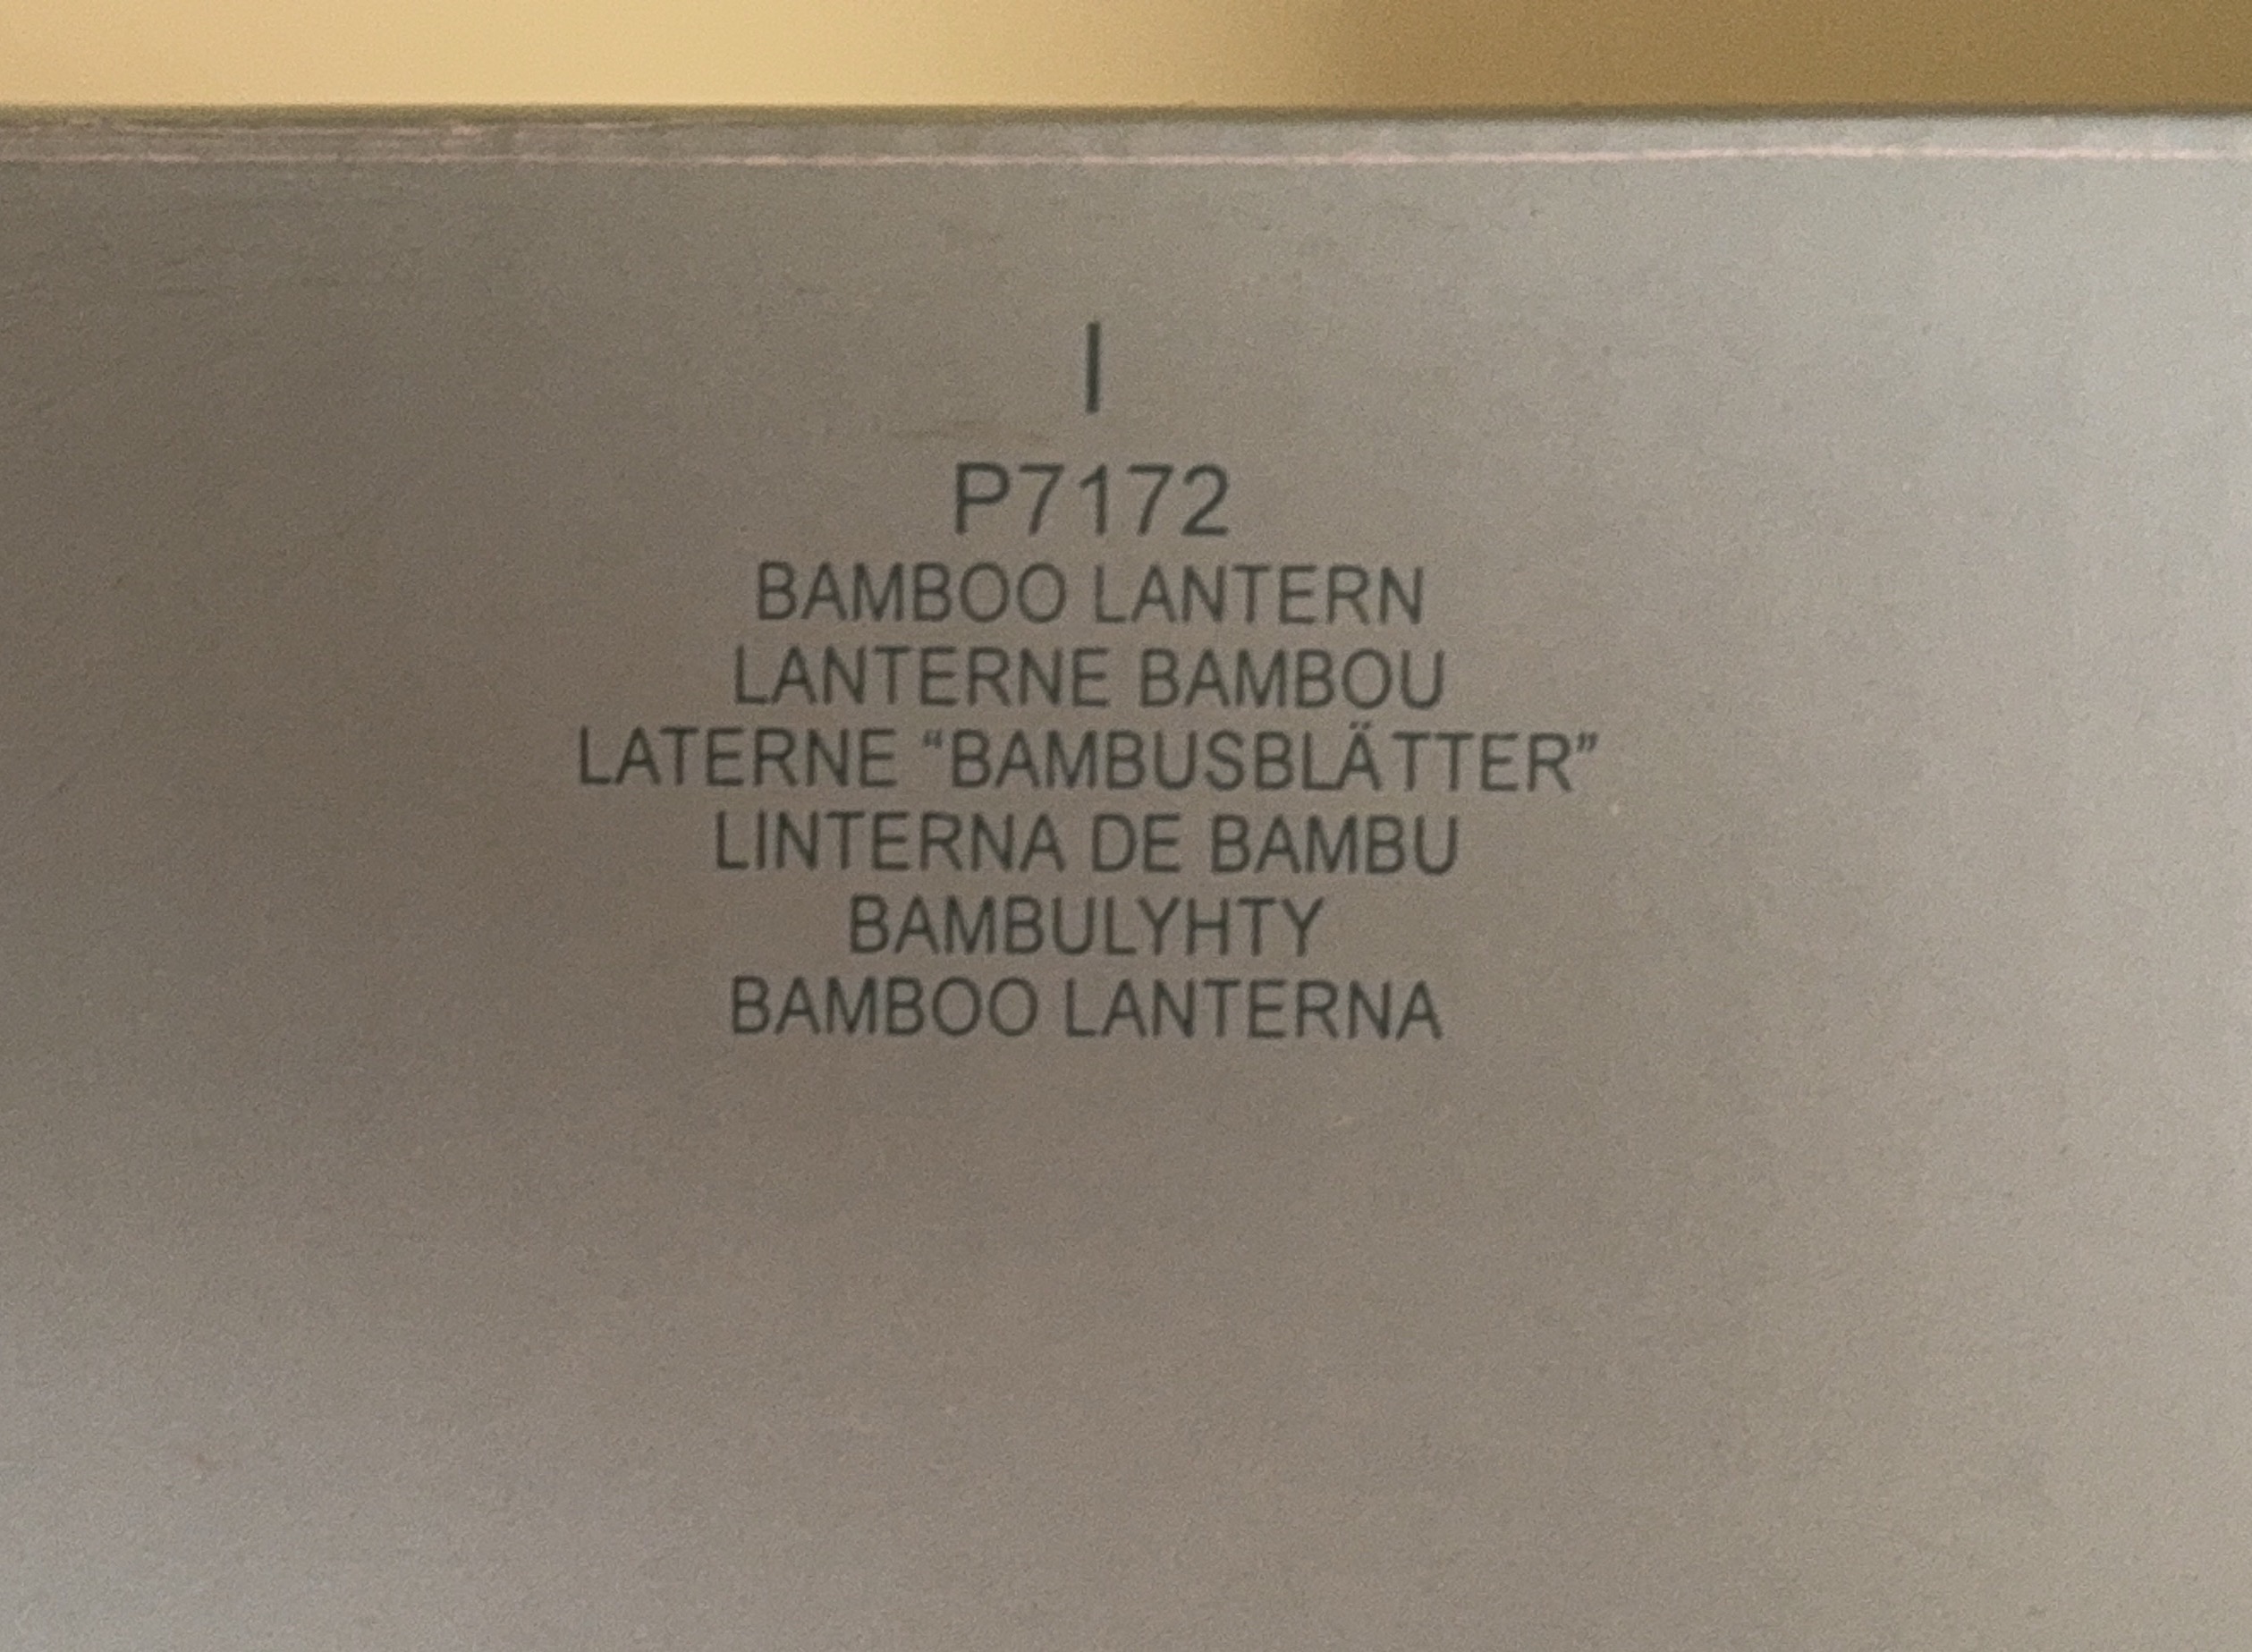 I
P7172
BAMBOO LANTERN
LANTERNE BAMBOU
LATERNE “BAMBUSBLÄTTER”
LINTERNA DE BAMBU
BAMBULYHTY
BAMBOO LANTERNA